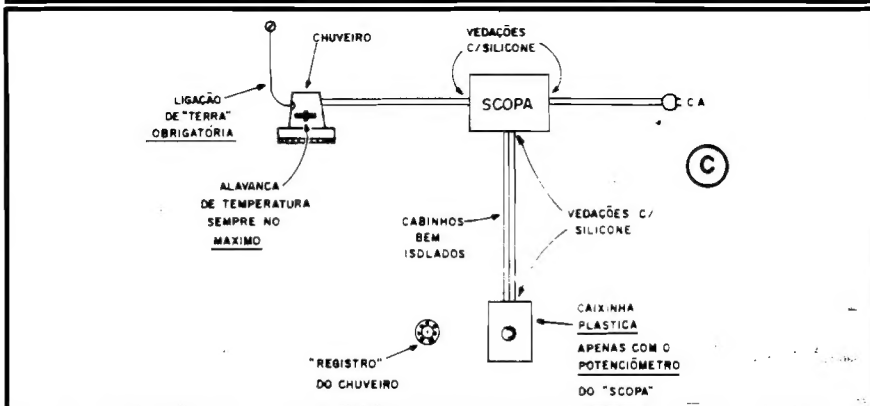 CHUVEIRO
VEDAÇÕES
C/SILICONE
LIGAÇÃO
DE "TERRA"
OBRIGATÓRIA
SCOPA
C A
C
ALAVANCA
DE TEMPERATURA
SEMPRE NO
MAXIMO
CABINHOS
BEM
ISOLADOS
VEDAÇÕES C/
SILICONE
"REGISTRO"
DO CHUVEIRO
CAIXINHA
PLASTICA
APENAS COM O
POTENCIÔMETRO
DO "SCOPA"